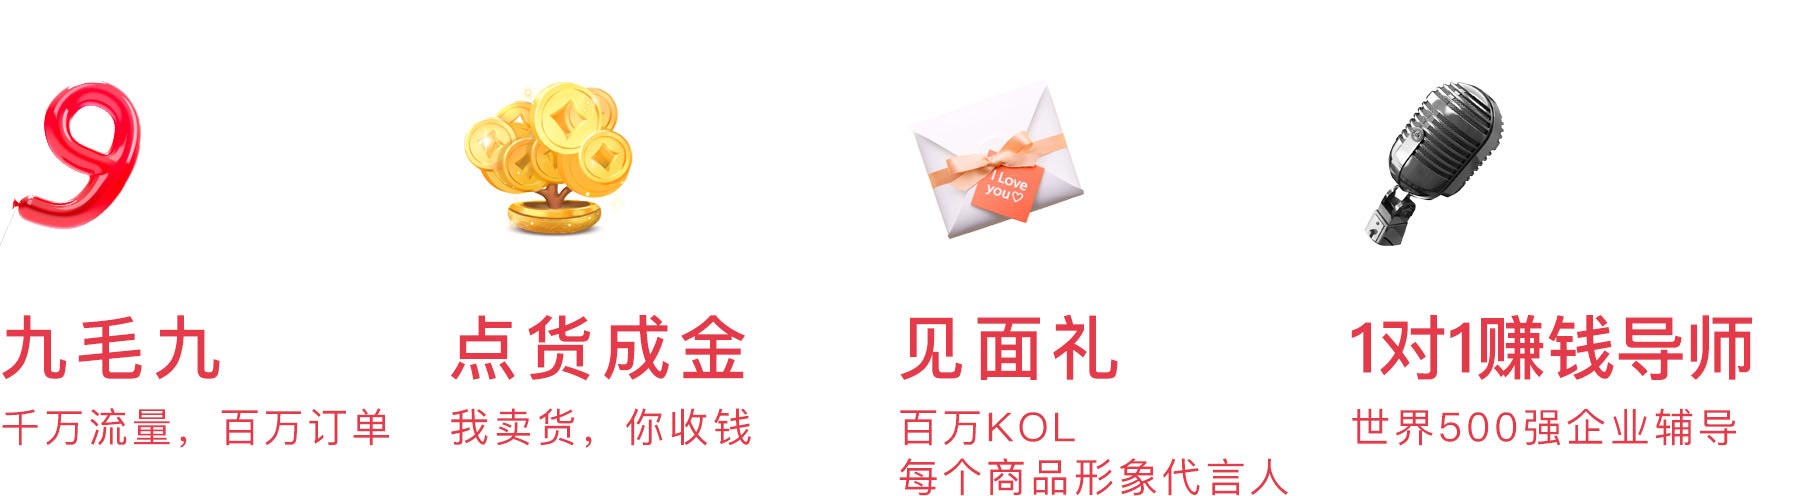 I Love
you♡
九毛九
千万流量，百万订单
点货成金
我卖货，你收钱
见面礼
百万KOL
每个商品形象代言人
1对1赚钱导师
世界500强企业辅导